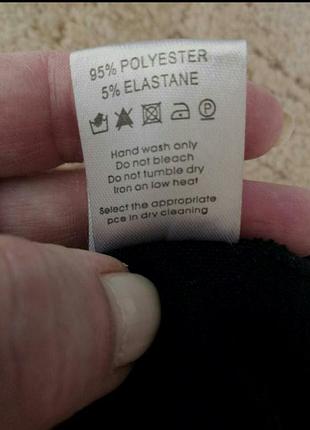 95% POLYESTER
5% ELASTANE
P
Hand wash only
Do not bleach
Do not tumble dry
Iron on low heat
Select the appropriate
pce in dry cleaning